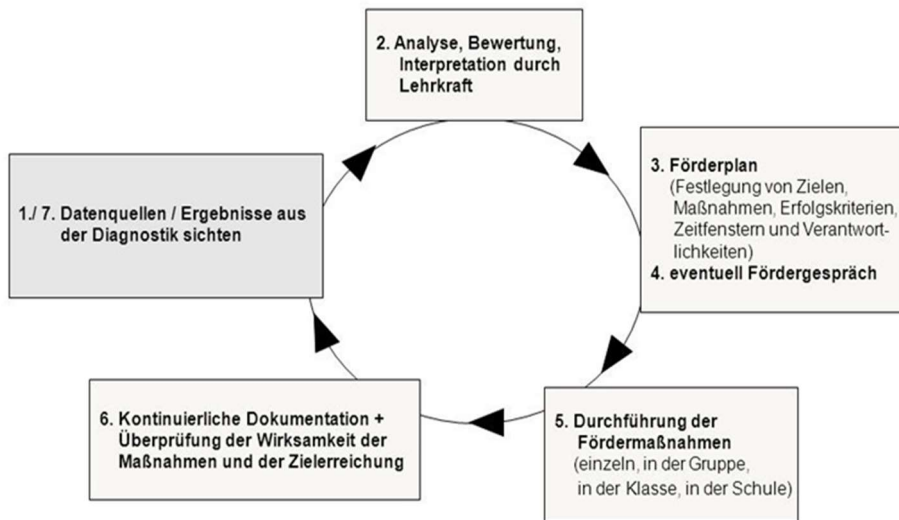 2. Analyse, Bewertung,
Interpretation durch
Lehrkraft
1./ 7. Datenquellen / Ergebnisse aus
der Diagnostik sichten
3. Förderplan
(Festlegung von Zielen,
Maßnahmen, Erfolgskriterien,
Zeitfenstern und Verantwort-
lichkeiten)
4. eventuell Fördergespräch
6. Kontinuierliche Dokumentation +
Überprüfung der Wirksamkeit der
Maßnahmen und der Zielerreichung
5. Durchführung der
Fördermaßnahmen
(einzeln, in der Gruppe,
in der Klasse, in der Schule)